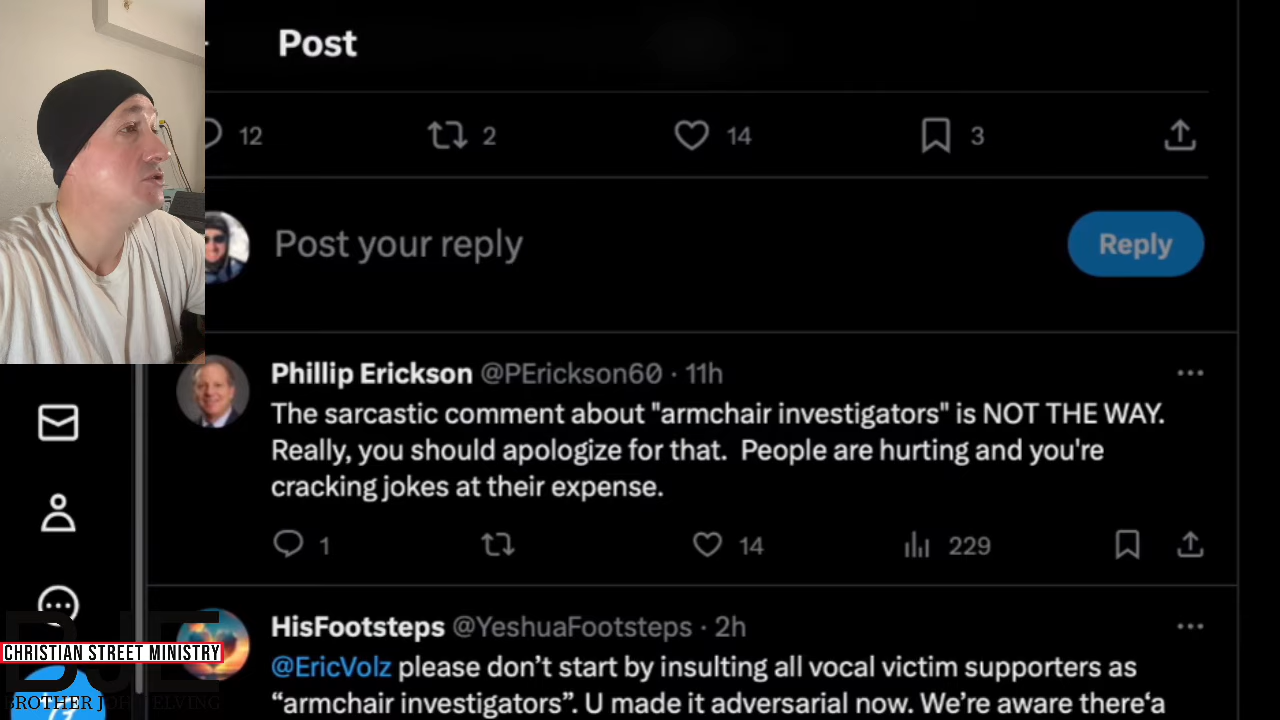 Post
12 2 14 3
Post your reply
Reply
Phillip Erickson @PErickson60 · 11h
The sarcastic comment about "armchair investigators" is NOT THE WAY.
Really, you should apologize for that.  People are hurting and you're
cracking jokes at their expense.
1 14 229
HisFootsteps @YeshuaFootsteps · 2h
@EricVolz please don’t start by insulting all vocal victim supporters as
“armchair investigators”. U made it adversarial now. We’re aware there‘a
BJE
CHRISTIAN STREET MINISTRY
BROTHER ELVING